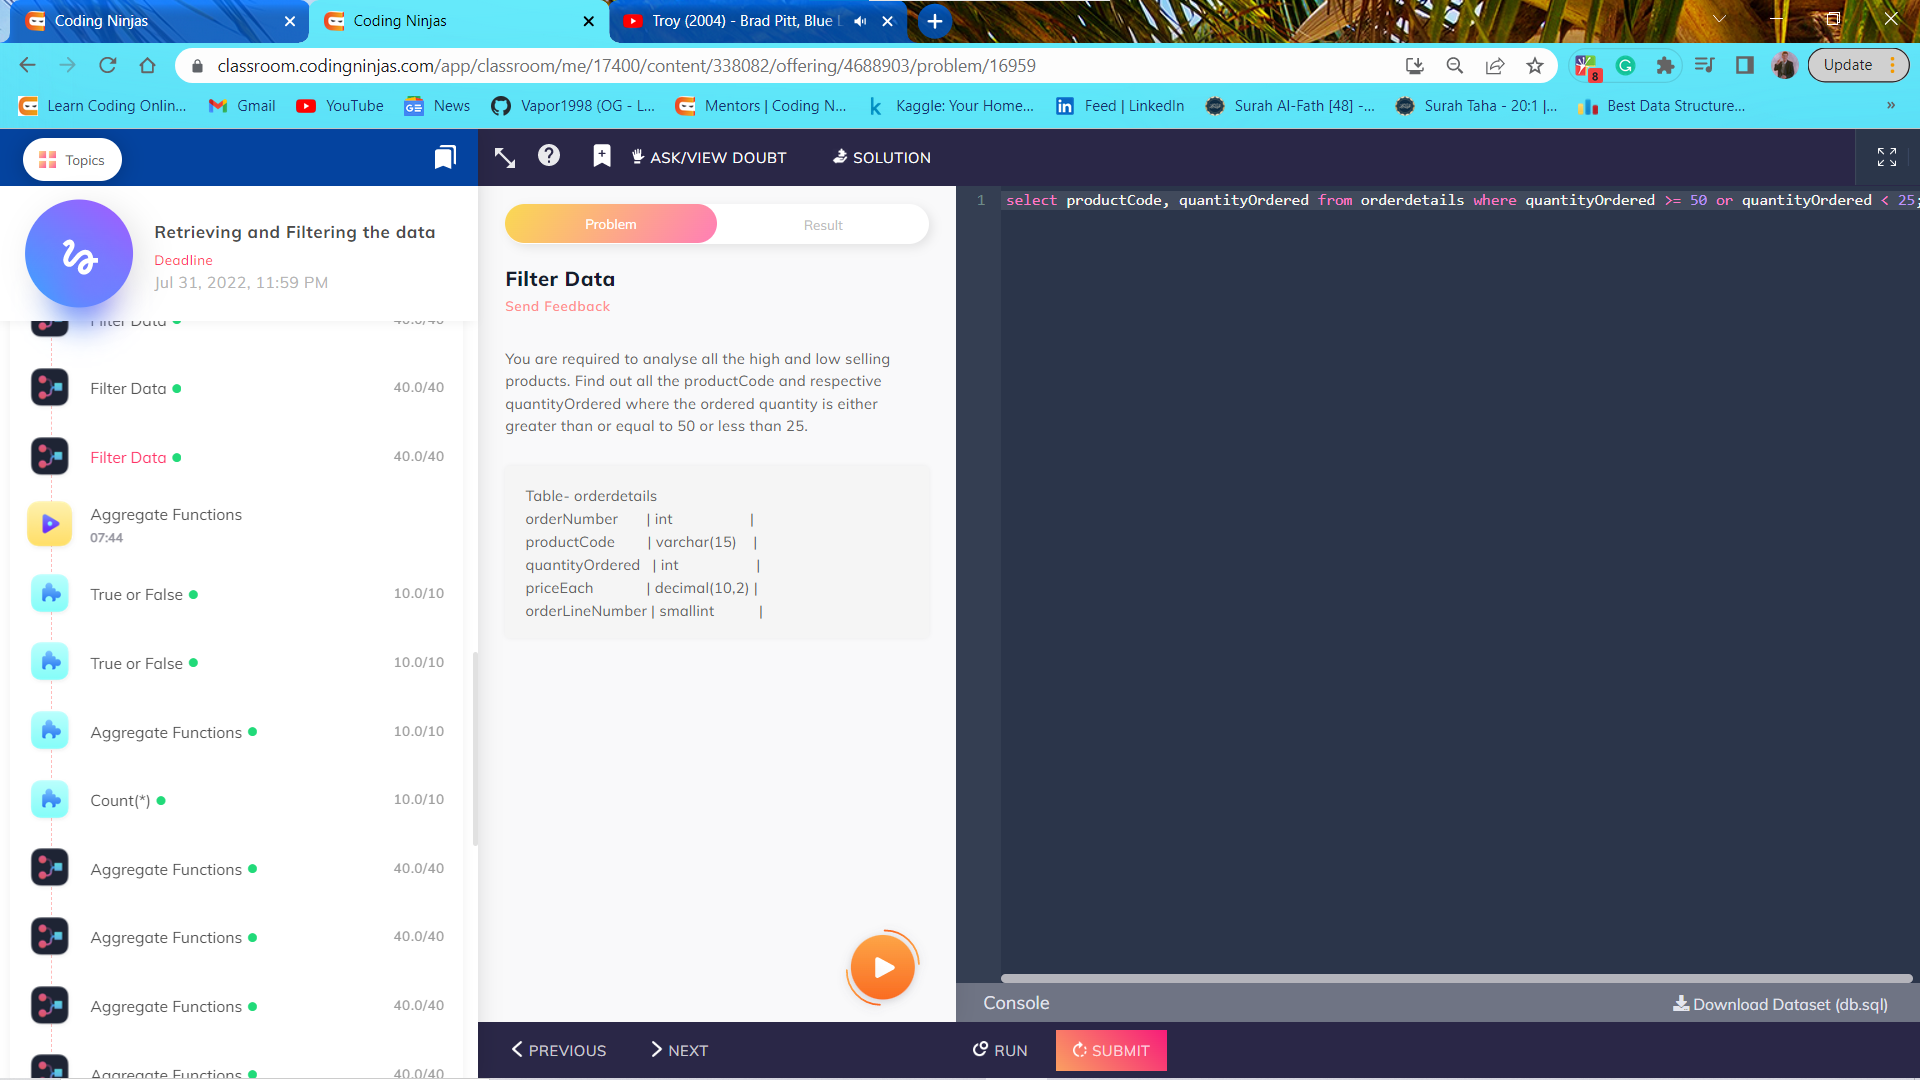 Coding Ninjas
Coding Ninjas
Troy (2004) - Brad Pitt, Blue
classroom.codingninjas.com/app/classroom/me/17400/content/338082/offering/4688903/problem/16959
8
Update
Learn Coding Onlin...
Gmail
YouTube
News
Vapor1998 (OG - L...
Mentors | Coding N...
Kaggle: Your Home...
Feed | LinkedIn
Surah Al-Fath [48] -...
Surah Taha - 20:1 |...
Best Data Structure...
»
Topics
ASK/VIEW DOUBT
SOLUTION
Retrieving and Filtering the data
Deadline
Jul 31, 2022, 11:59 PM
Filter Data 40.0/40
Filter Data 40.0/40
Filter Data 40.0/40
Aggregate Functions
07:44
True or False 10.0/10
True or False 10.0/10
Aggregate Functions 10.0/10
Count(*) 10.0/10
Aggregate Functions 40.0/40
Aggregate Functions 40.0/40
Aggregate Functions 40.0/40
Aggregate Functions 40.0/40
Problem
Result
Filter Data
Send Feedback
You are required to analyse all the high and low selling
products. Find out all the productCode and respective
quantityOrdered where the ordered quantity is either
greater than or equal to 50 or less than 25.
Table- orderdetails
orderNumber | int |
productCode | varchar(15) |
quantityOrdered | int |
priceEach | decimal(10,2) |
orderLineNumber | smallint |
1 select productCode, quantityOrdered from orderdetails where quantityOrdered >= 50 or quantityOrdered < 25;
Console
Download Dataset (db.sql)
PREVIOUS
NEXT
RUN
SUBMIT